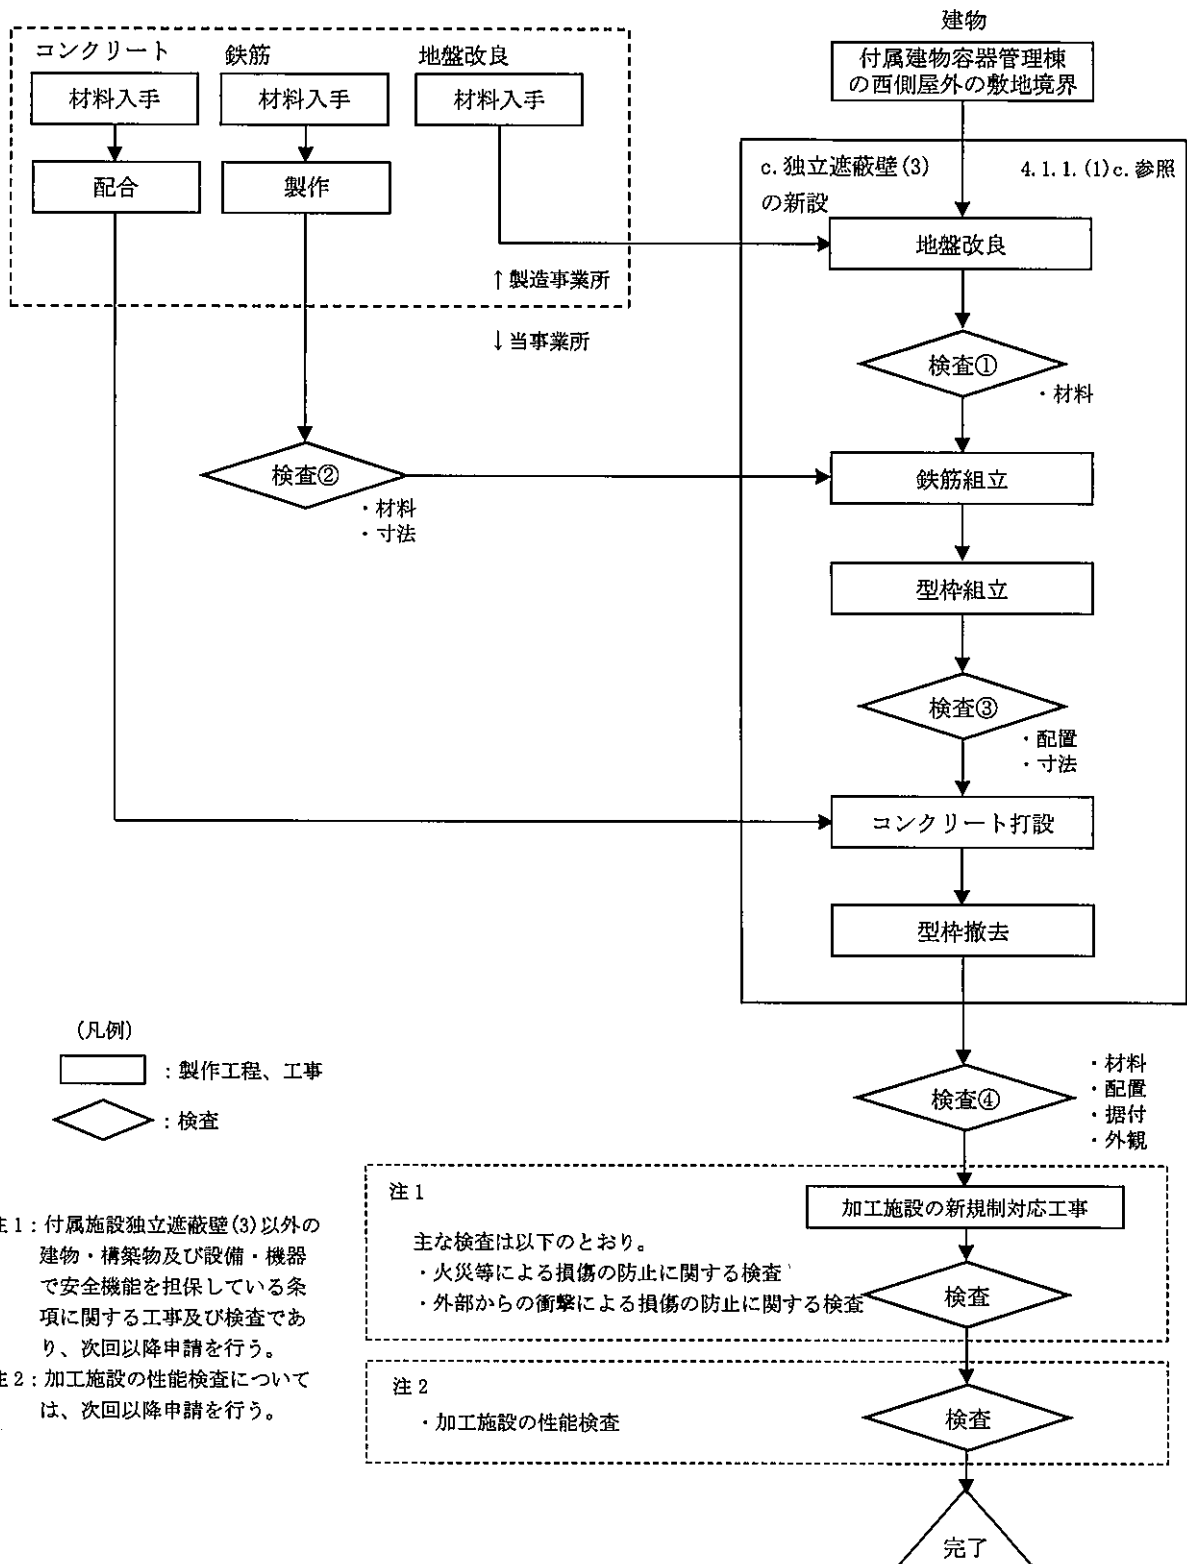 建物
付属建物容器管理棟
の西側屋外の敷地境界
コンクリート
鉄筋
地盤改良
材料入手
材料入手
材料入手
配合
製作
↑製造事業所
↓当事業所
c.独立遮蔽壁(3)
の新設
4.1.1.(1)c.参照
地盤改良
検査①
・材料
検査②
・材料
・寸法
鉄筋組立
型枠組立
検査③
・配置
・寸法
コンクリート打設
型枠撤去
(凡例)
：製作工程、工事
：検査
検査④
・材料
・配置
・据付
・外観
注1
加工施設の新規制対応工事
主な検査は以下のとおり。
・火災等による損傷の防止に関する検査
・外部からの衝撃による損傷の防止に関する検査
検査
注2
・加工施設の性能検査
検査
完了
注1：付属施設独立遮蔽壁(3)以外の
建物・構築物及び設備・機器
で安全機能を担保している条
項に関する工事及び検査であ
り、次回以降申請を行う。
注2：加工施設の性能検査について
は、次回以降申請を行う。